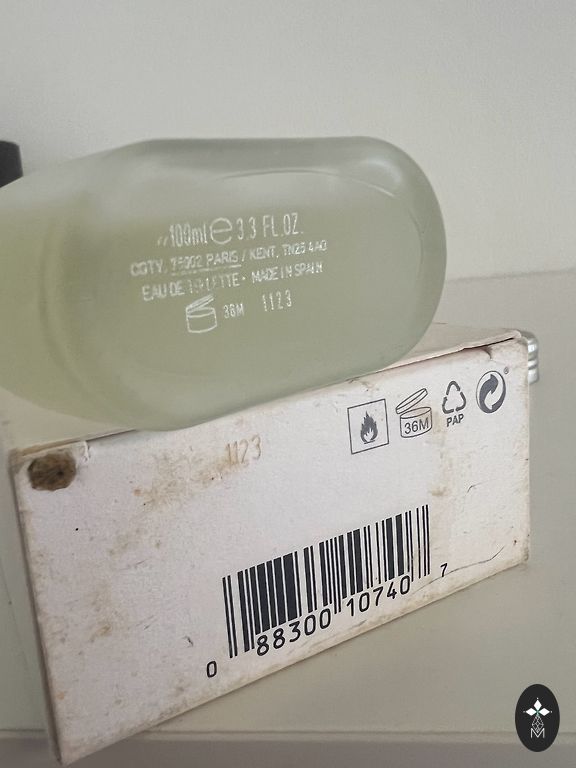 100ml e 3.3 FL.OZ.
COTY, 75002 PARIS / KENT, TN25 4AQ
EAU DE TOILETTE - MADE IN SPAIN
36M 1123
1123
36M
PAP
0 88300 10740 7
M